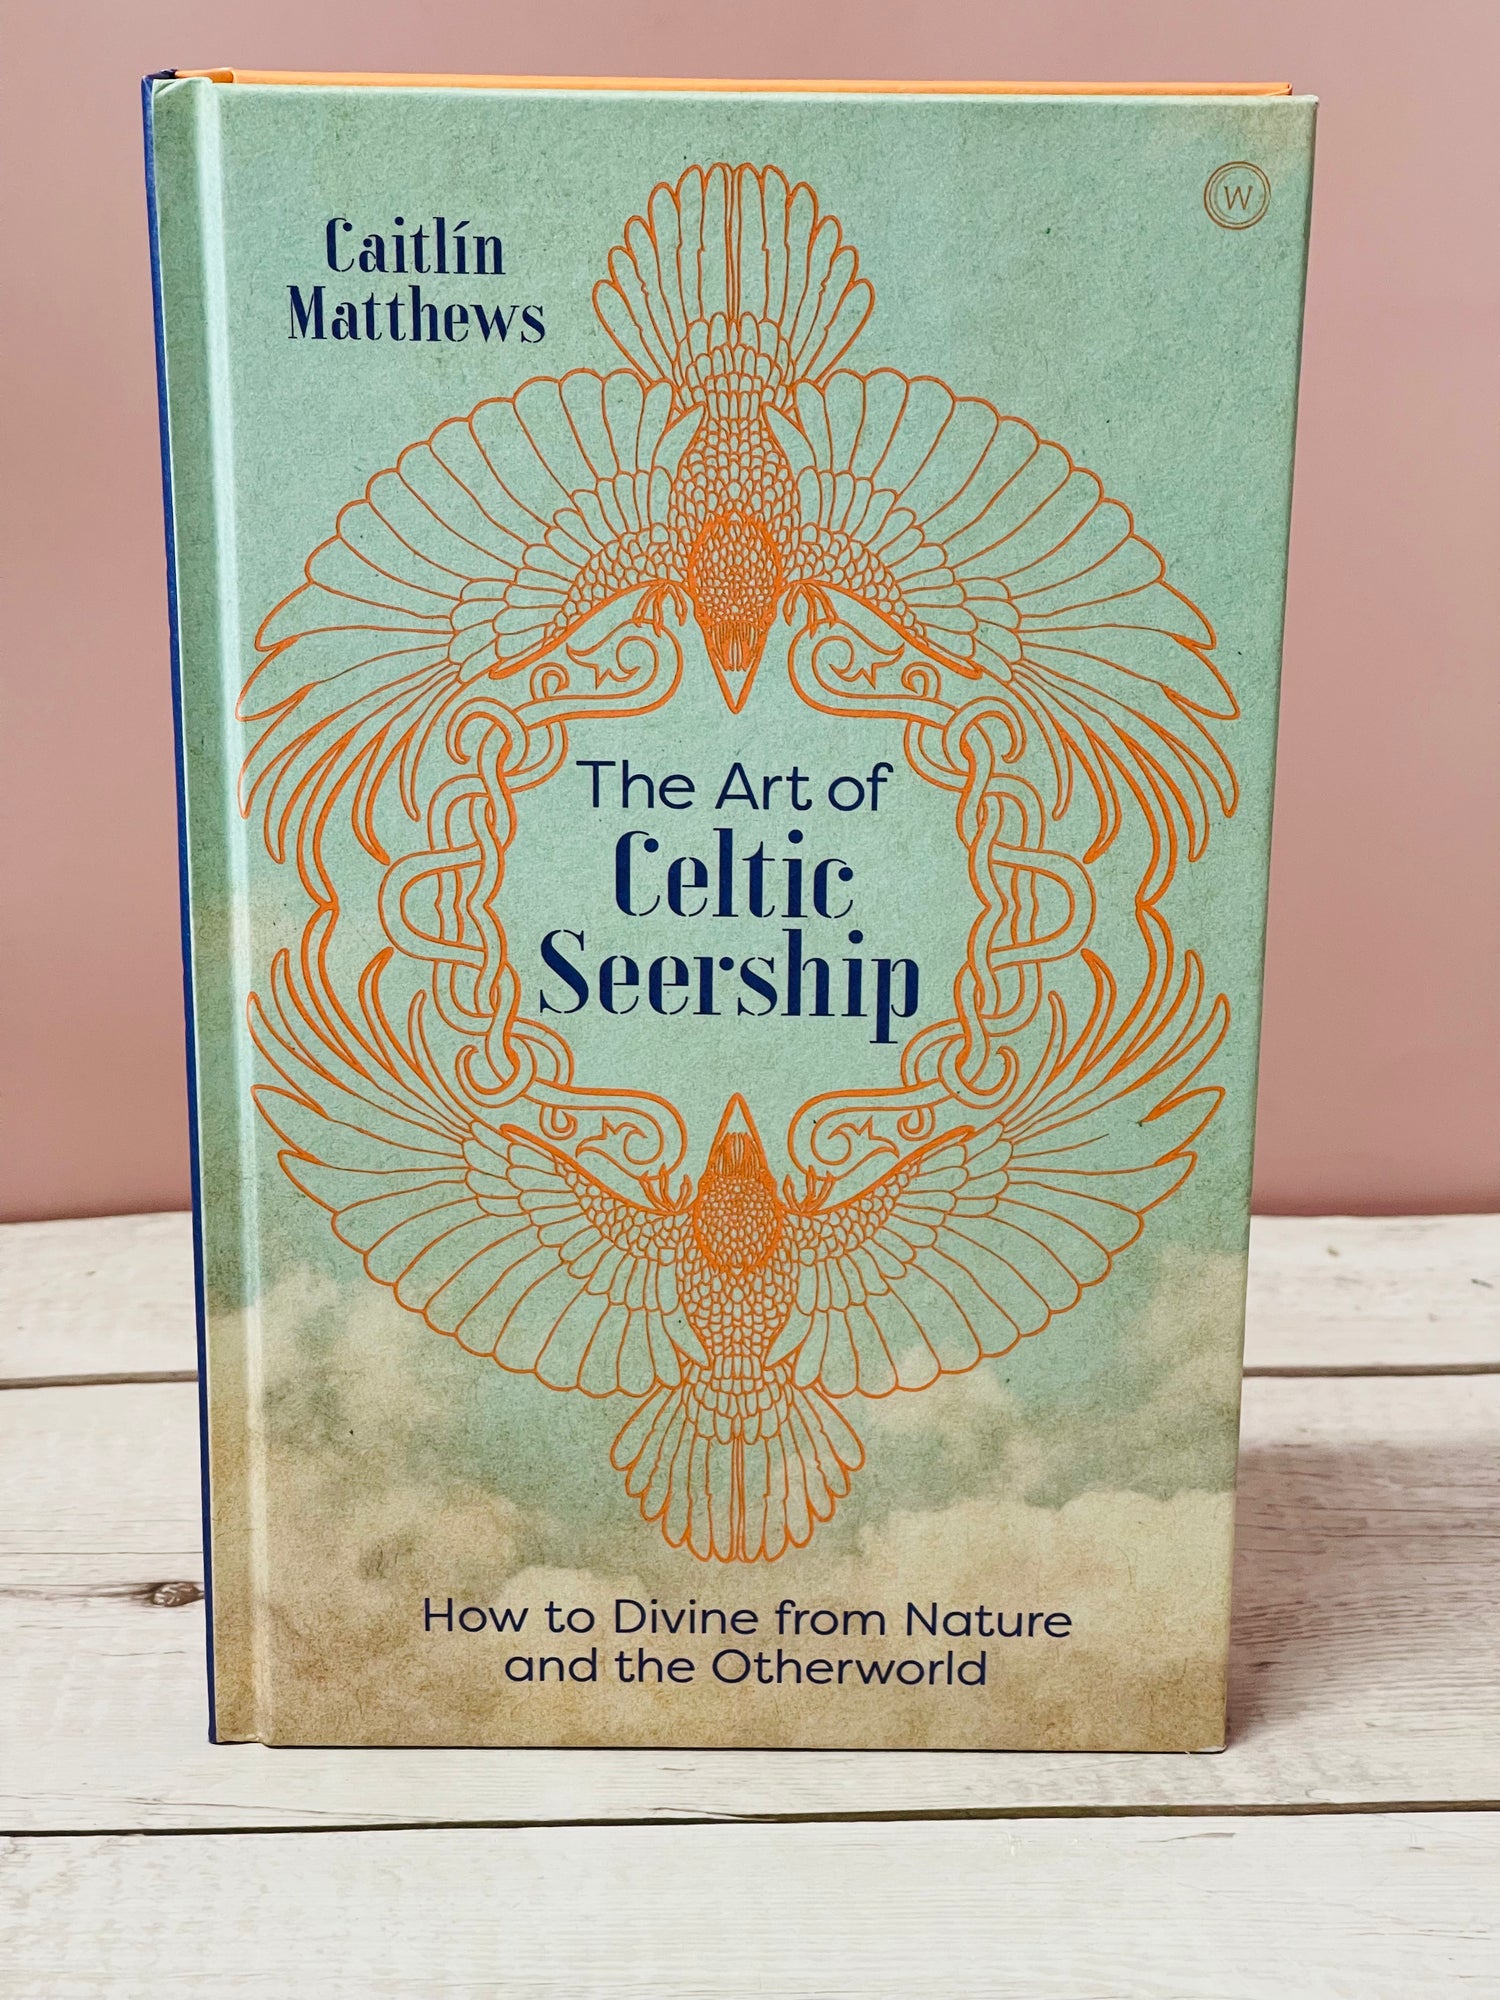 Caitlín
Matthews
W
The Art of
Celtic
Seership
How to Divine from Nature
and the Otherworld